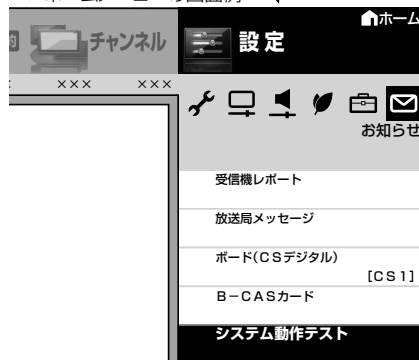 ホーム
チャンネル
設定
×××
×××
お知らせ
受信機レポート
放送局メッセージ
ボード(CSデジタル)
[CS1]
B-CASカード
システム動作テスト